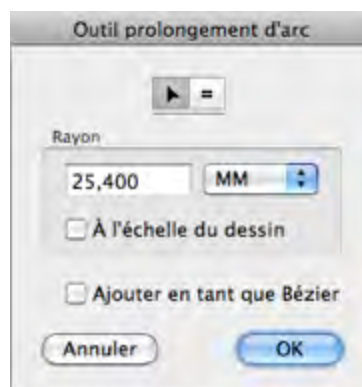 Outil prolongement d'arc
=
Rayon
25,400 MM
À l'échelle du dessin
Ajouter en tant que Bézier
Annuler OK